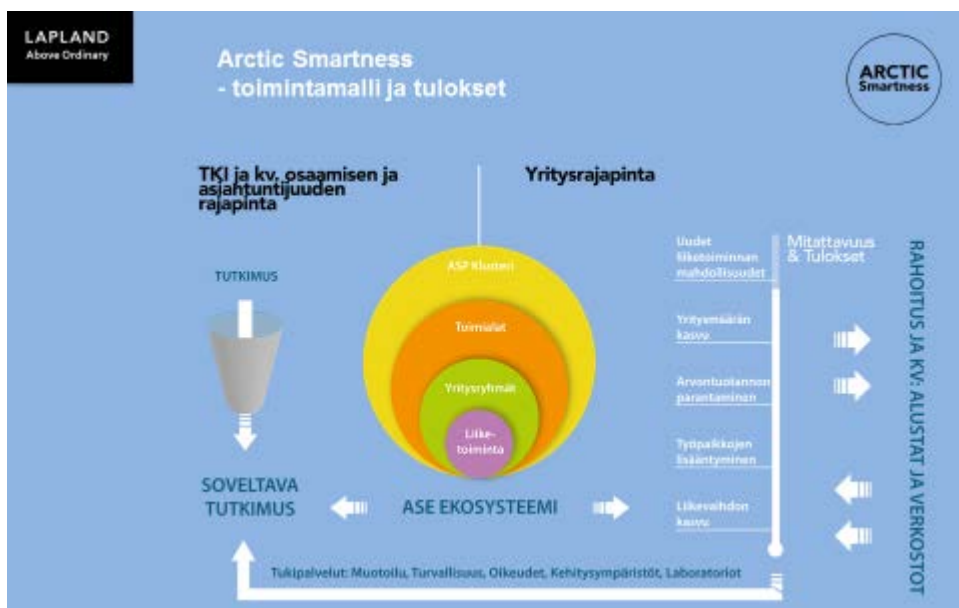 LAPLAND
Above Ordinary
Arctic Smartness
- toimintamalli ja tulokset
ARCTIC
Smartness
TKI ja kv. osaamisen ja
asiahtuntijuuden
rajapinta
Yritysrajapinta
TUTKIMUS
SOVELTAVA
TUTKIMUS
ASP Klusteri
Toimialat
Yritysryhmät
Liike-
toiminta
ASE EKOSYSTEEMI
Uudet
liiketoiminnan
mahdollisuudet
Yritysmäärän
kasvu
Arvontuotannon
parantaminen
Työpaikkojen
lisääntyminen
Liikevaihdon
kasvu
Mitattavuus
& Tulokset
RAHOITUS JA KV: ALUSTAT JA VERKOSTOT
Tukipalvelut: Muotoilu, Turvallisuus, Oikeudet, Kehitysympäristöt, Laboratoriot